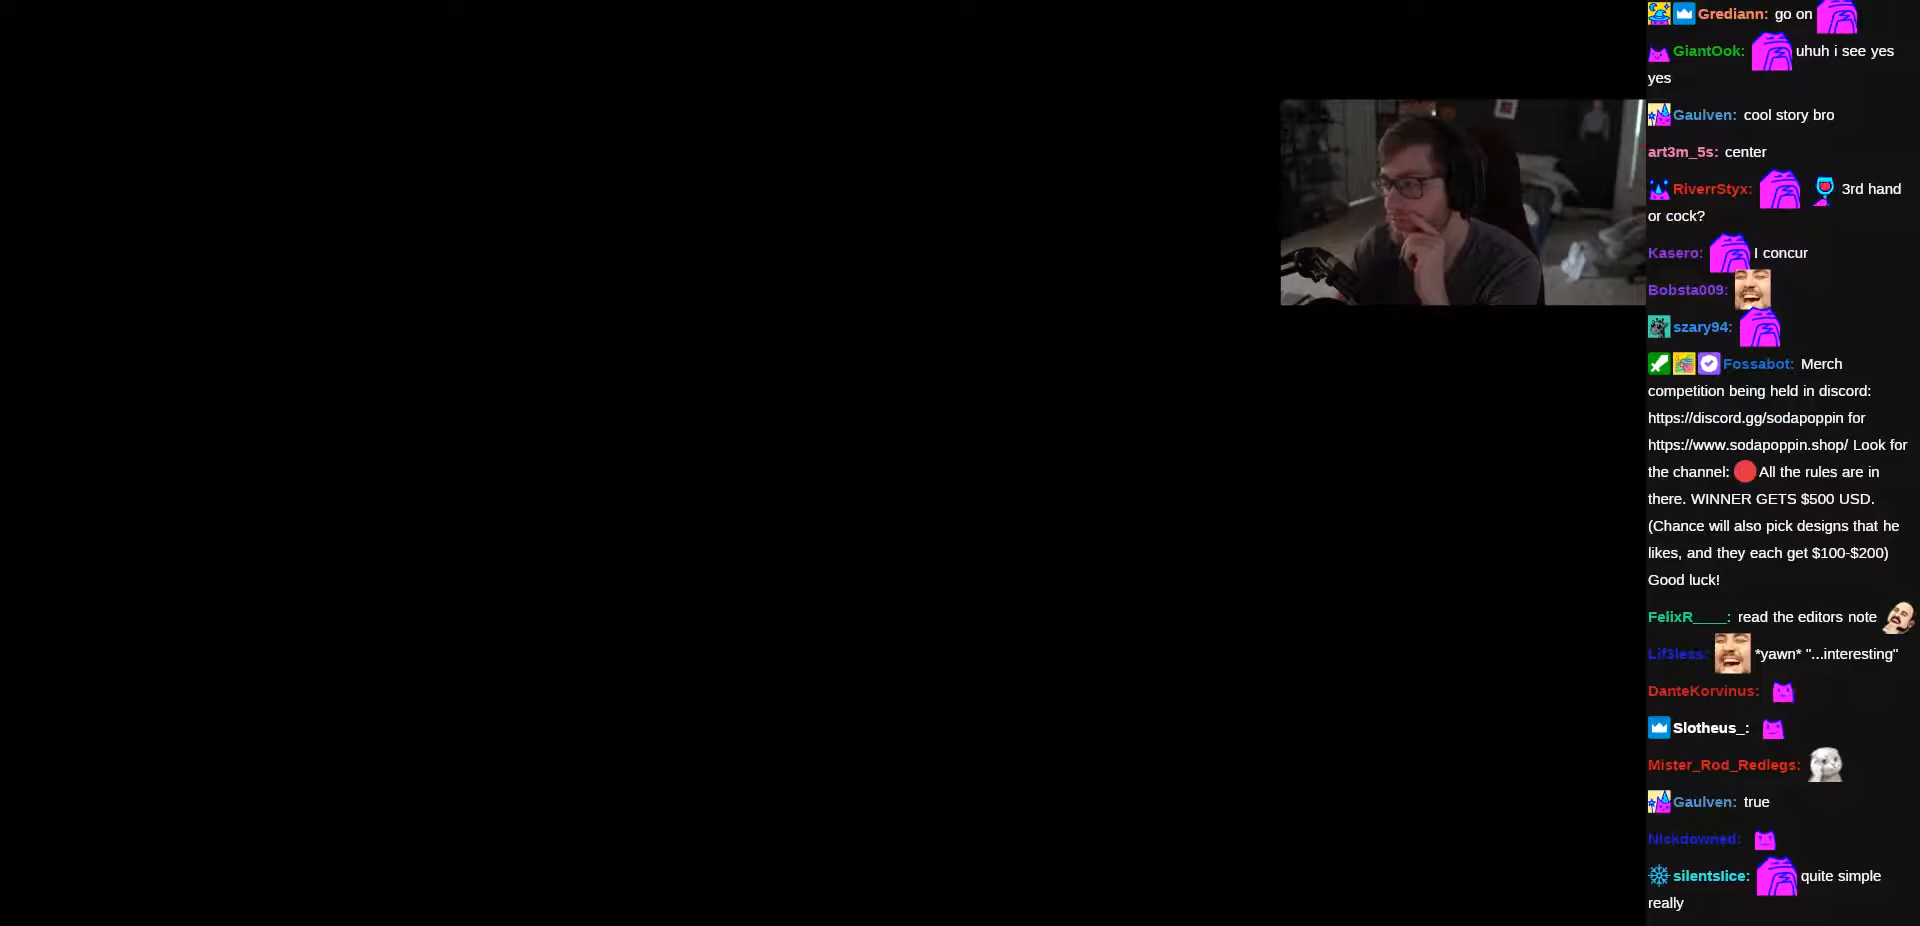 Grediann: go on
GiantOok: uhuh i see yes
yes
Gaulven: cool story bro
art3m_5s: center
RiverrStyx: 3rd hand
or cock?
Kasero: I concur
Bobsta009:
szary94:
Fossabot: Merch
competition being held in discord:
https://discord.gg/sodapoppin for
https://www.sodapoppin.shop/ Look for
the channel: All the rules are in
there. WINNER GETS $500 USD.
(Chance will also pick designs that he
likes, and they each get $100-$200)
Good luck!
FelixR____: read the editors note
Lif3less: *yawn* "...interesting"
DanteKorvinus:
Slotheus_:
Mister_Rod_Redlegs:
Gaulven: true
Nickdowned:
silentslice: quite simple
really